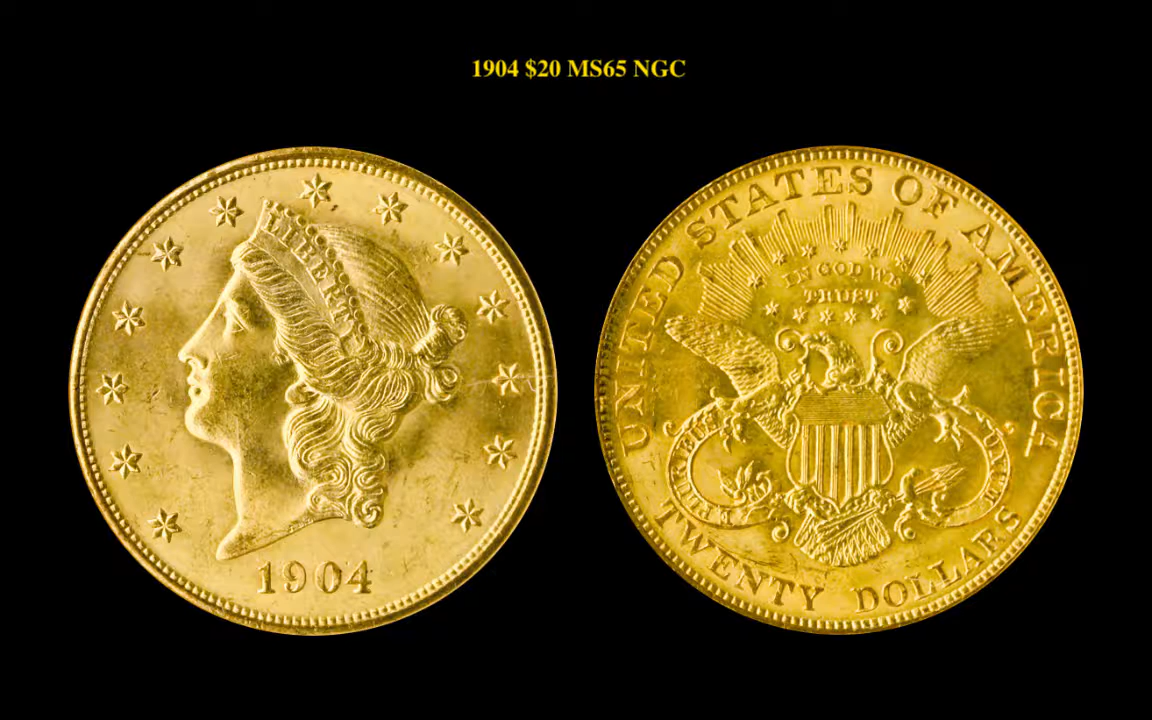 1904 $20 MS65 NGC
LIBERTY
1904
UNITED STATES OF AMERICA
IN GOD WE
TRUST
E PLURIBUS UNUM
TWENTY DOLLARS